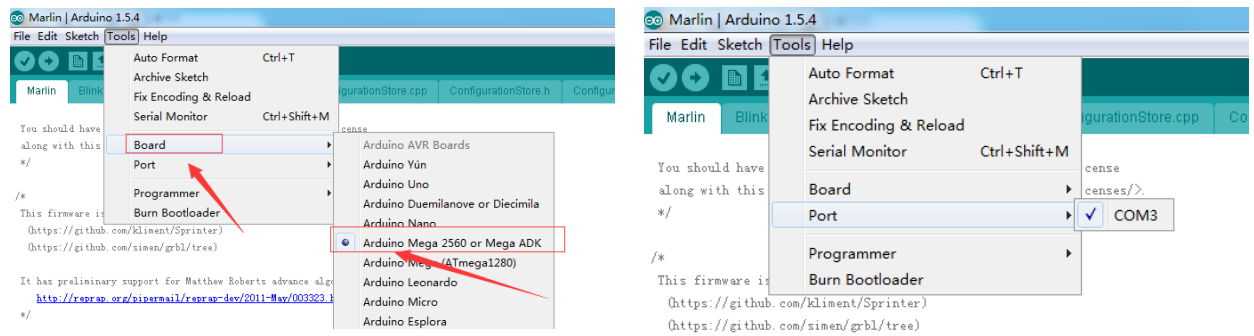 Marlin | Arduino 1.5.4
File Edit Sketch Tools Help
Auto Format Ctrl+T
Archive Sketch
Fix Encoding & Reload
Serial Monitor Ctrl+Shift+M
Board
Port
Programmer
Burn Bootloader
Marlin Blink igurationStore.cpp ConfigurationStore.h Configur
You should have cense
along with this
*/
/*
This firmware is
(https://github.com/kliment/Sprinter)
(https://github.com/simen/grbl/tree)
It has preliminary support for Matthew Roberts advance algo
http://reprap.org/pipermail/reprap-dev/2011-May/003323.h
*/
Arduino AVR Boards
Arduino Yún
Arduino Uno
Arduino Duemilanove or Diecimila
Arduino Nano
Arduino Mega 2560 or Mega ADK
Arduino Mega (ATmega1280)
Arduino Leonardo
Arduino Micro
Arduino Esplora
Marlin | Arduino 1.5.4
File Edit Sketch Tools Help
Auto Format Ctrl+T
Archive Sketch
Fix Encoding & Reload
Serial Monitor Ctrl+Shift+M
Board
Port
COM3
Programmer
Burn Bootloader
Marlin Blink igurationStore.cpp Co
You should have cense
along with this censes/>.
*/
/*
This firmware is
(https://github.com/kliment/Sprinter)
(https://github.com/simen/grbl/tree)